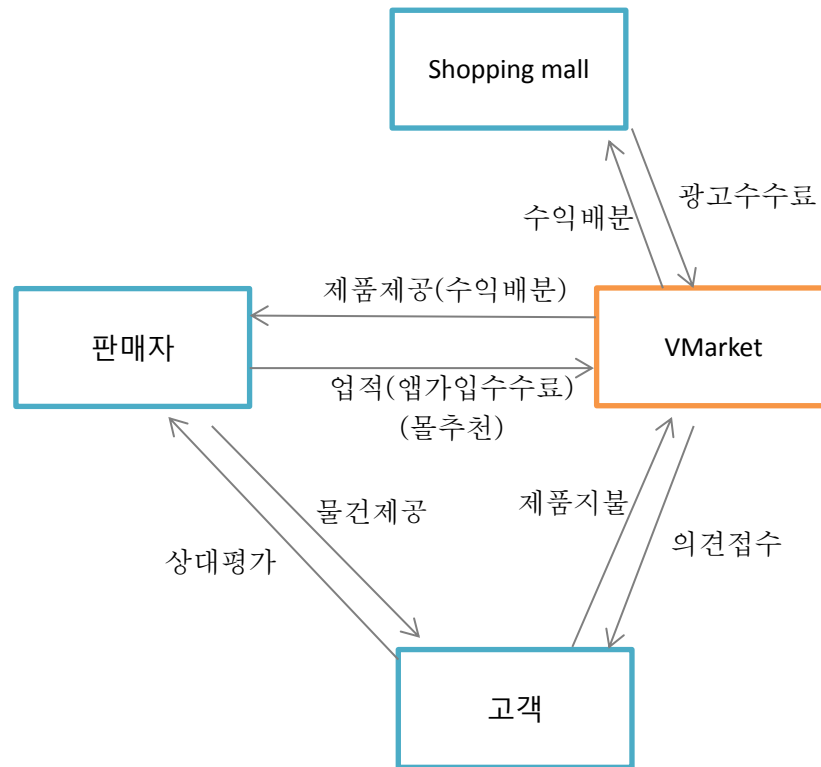 Shopping mall
광고수수료
수익배분
제품제공(수익배분)
판매자
VMarket
업적(앱가입수수료)
(몰추천)
제품지불
물건제공
의견접수
상대평가
고객